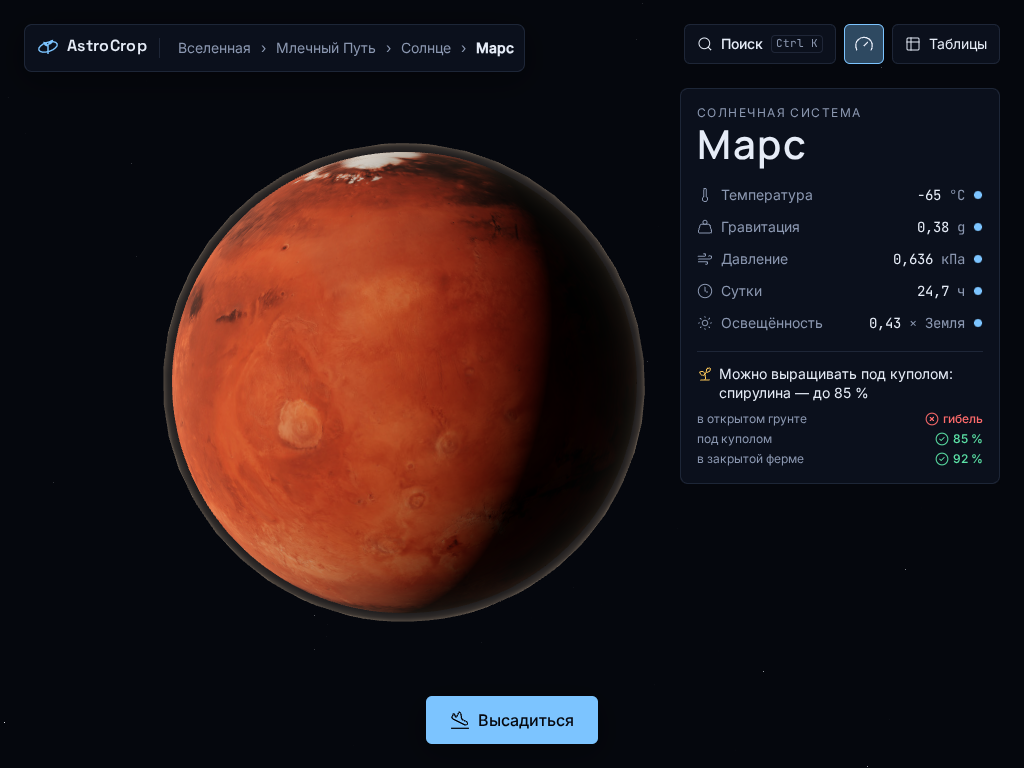 AstroCrop
Вселенная › Млечный Путь › Солнце › Марс
Поиск Ctrl K
Таблицы
СОЛНЕЧНАЯ СИСТЕМА
Марс
Температура -65 °C
Гравитация 0,38 g
Давление 0,636 кПа
Сутки 24,7 ч
Освещённость 0,43 × Земля
Можно выращивать под куполом:
спирулина — до 85 %
в открытом грунте гибель
под куполом 85 %
в закрытой ферме 92 %
Высадиться